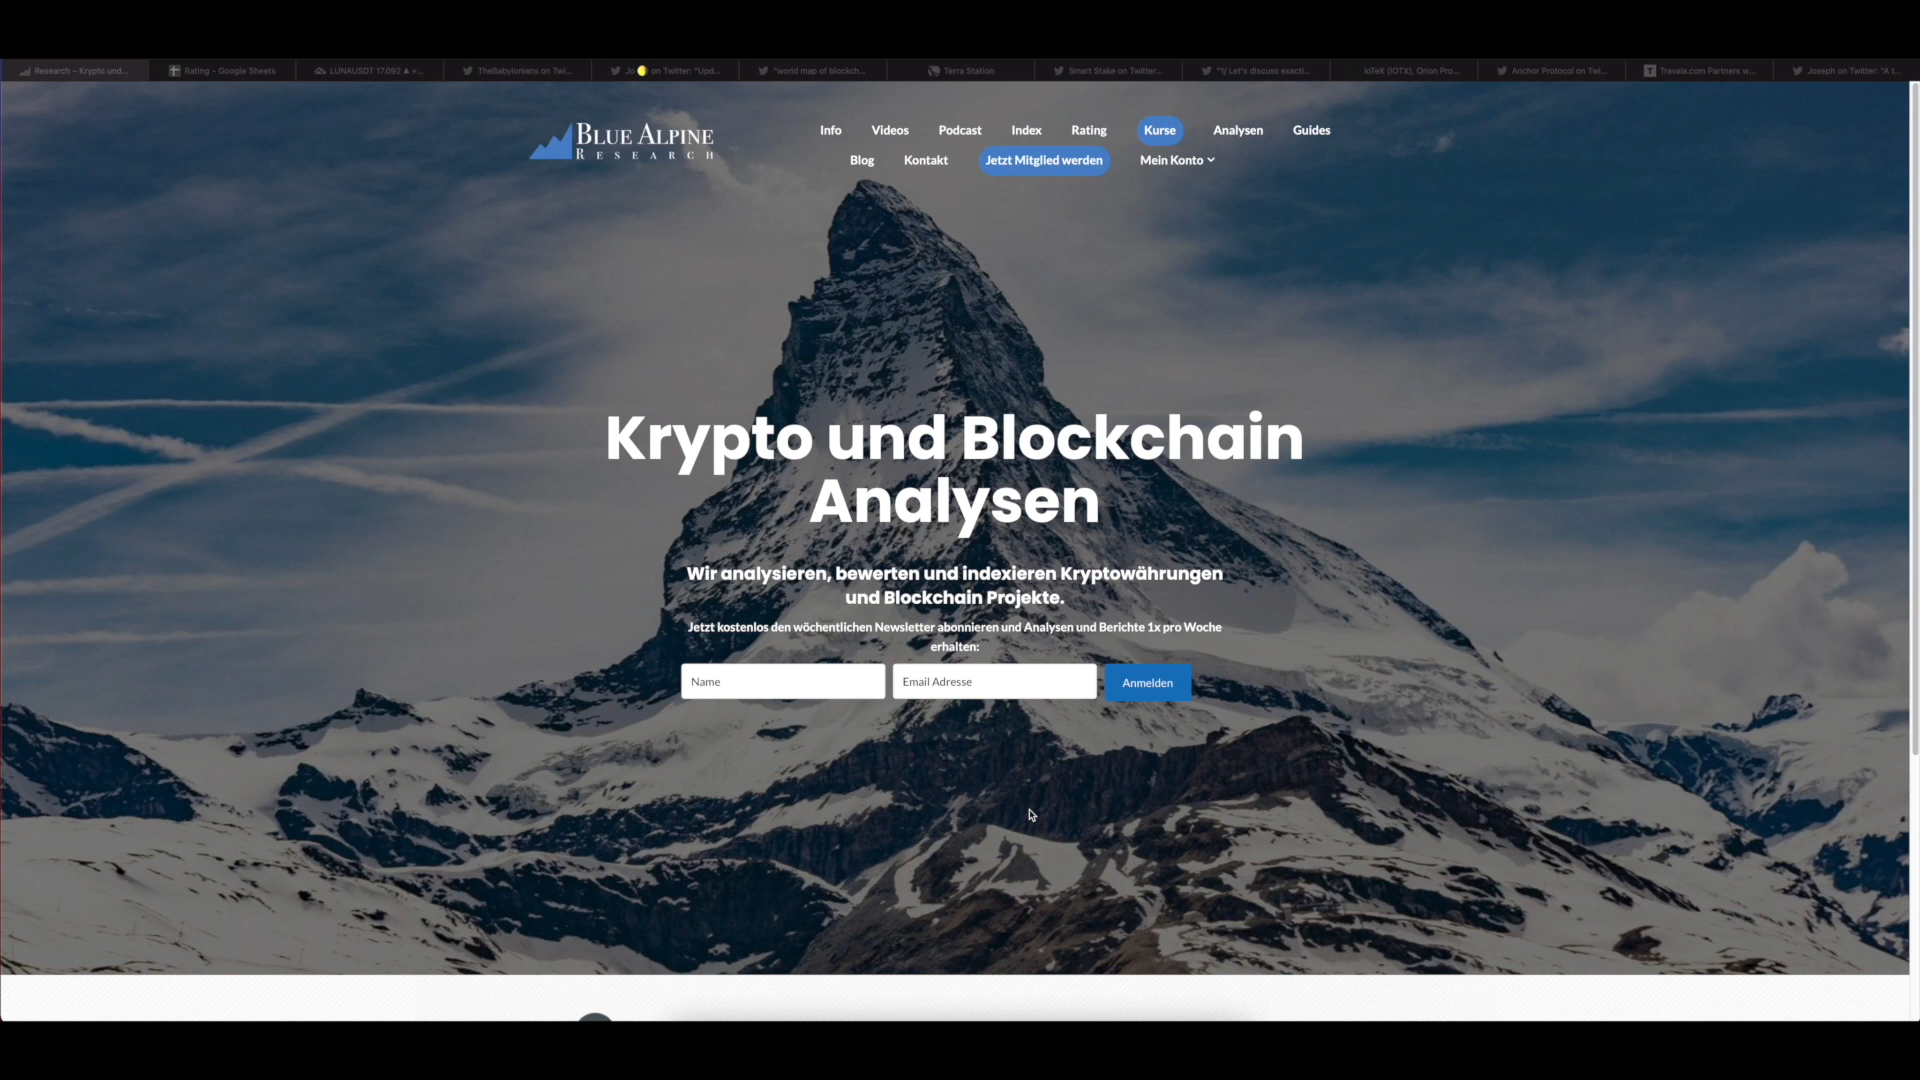 Research – Krypto und...
Rating - Google Sheets
LUNAUSDT 17.092 ▲ +...
TheBabylonians on Twi...
Jo 🌕 on Twitter: "Upd...
"world map of blockch...
Terra Station
Smart Stake on Twitter...
"1/ Let's discuss exactl...
IoTeX (IOTX), Orion Pro...
Anchor Protocol on Twi...
Travala.com Partners w...
Joseph on Twitter: "A t...
BLUE ALPINE
RESEARCH
Info Videos Podcast Index Rating Kurse Analysen Guides
Blog Kontakt Jetzt Mitglied werden Mein Konto
Krypto und Blockchain
Analysen
Wir analysieren, bewerten und indexieren Kryptowährungen
und Blockchain Projekte.
Jetzt kostenlos den wöchentlichen Newsletter abonnieren und Analysen und Berichte 1x pro Woche
erhalten:
Name
Email Adresse
Anmelden